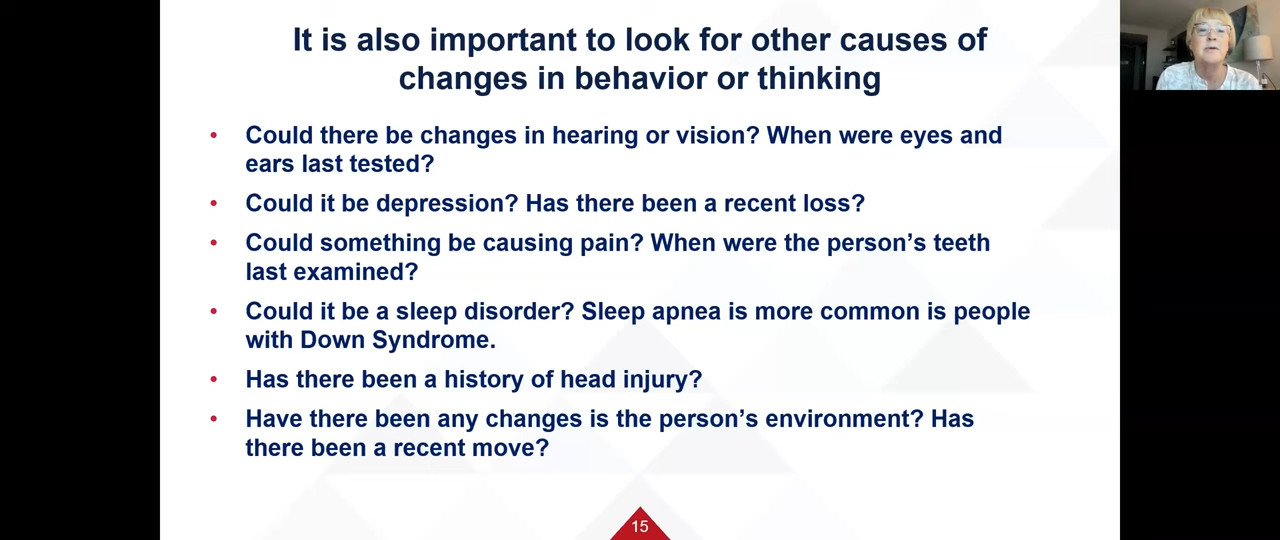 It is also important to look for other causes of
changes in behavior or thinking
• Could there be changes in hearing or vision? When were eyes and
ears last tested?
• Could it be depression? Has there been a recent loss?
• Could something be causing pain? When were the person’s teeth
last examined?
• Could it be a sleep disorder? Sleep apnea is more common is people
with Down Syndrome.
• Has there been a history of head injury?
• Have there been any changes is the person’s environment? Has
there been a recent move?
15